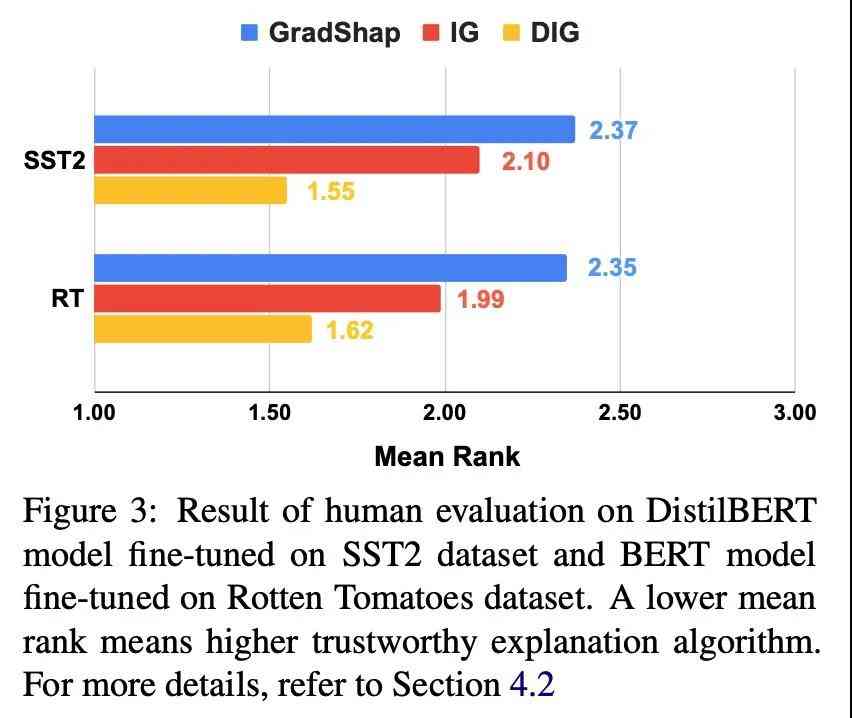 GradShap IG DIG
SST2
2.37
2.10
1.55
RT
2.35
1.99
1.62
1.00 1.50 2.00 2.50 3.00
Mean Rank
Figure 3: Result of human evaluation on DistilBERT
model fine-tuned on SST2 dataset and BERT model
fine-tuned on Rotten Tomatoes dataset. A lower mean
rank means higher trustworthy explanation algorithm.
For more details, refer to Section 4.2